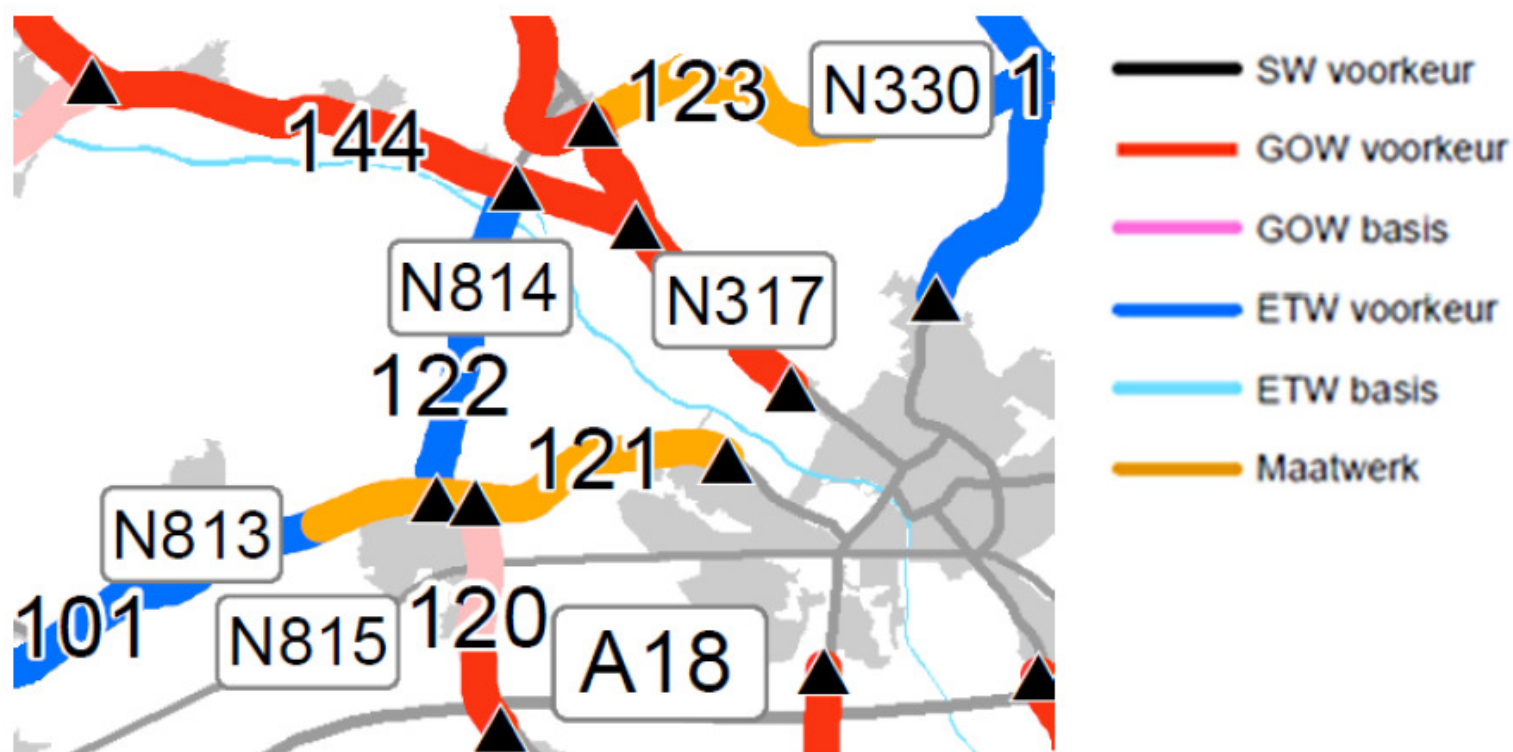 123
N330
1
144
N814
N317
122
121
N813
101
N815
120
A18
SW voorkeur
GOW voorkeur
GOW basis
ETW voorkeur
ETW basis
Maatwerk